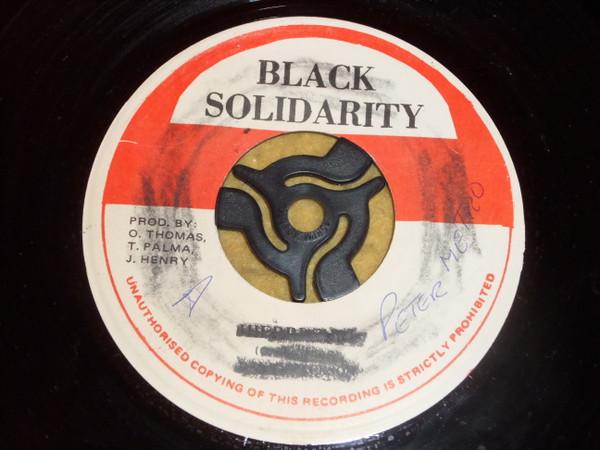 BLACK
SOLIDARITY
PROD. BY:
O. THOMAS,
T. PALMA,
J. HENRY
A
PETER METRO
UNAUTHORISED COPYING OF THIS RECORDING IS STRICTLY PROHIBITED